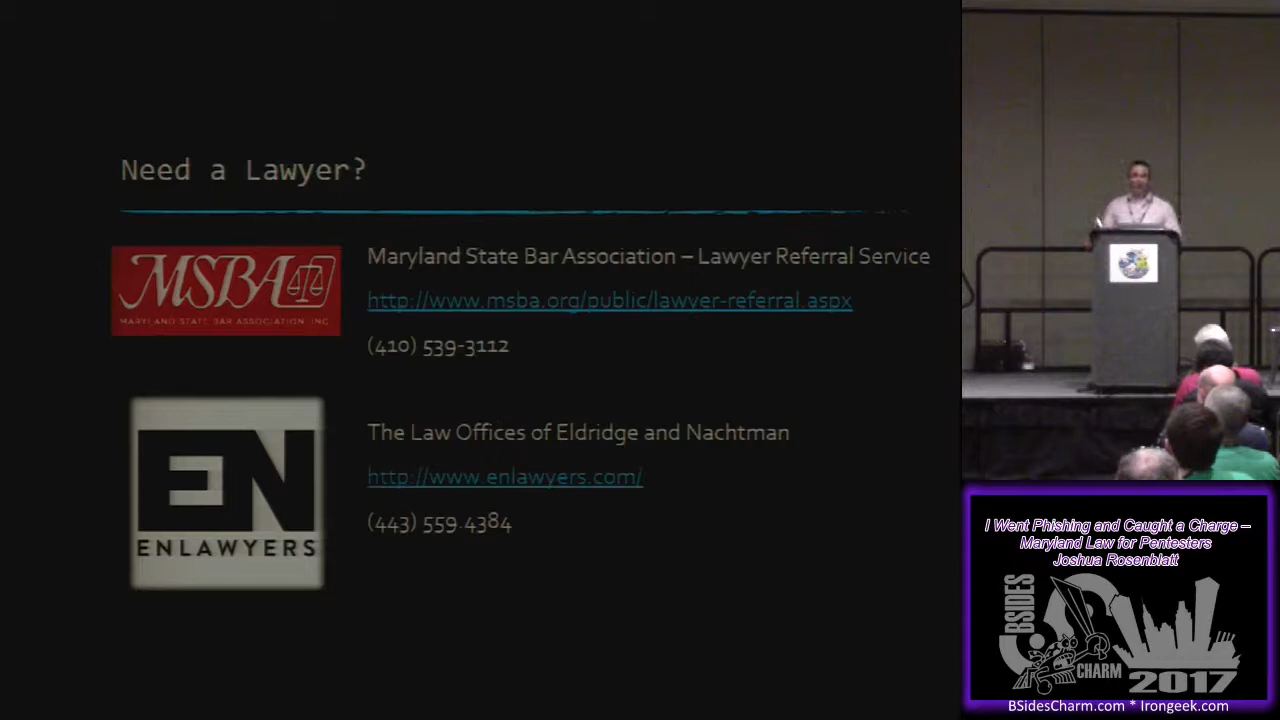 Need a Lawyer?
MSBA
MARYLAND STATE BAR ASSOCIATION, INC
Maryland State Bar Association – Lawyer Referral Service
http://www.msba.org/public/lawyer-referral.aspx
(410) 539-3112
EN
ENLAWYERS
The Law Offices of Eldridge and Nachtman
http://www.enlawyers.com/
(443) 559.4384
I Went Phishing and Caught a Charge –
Maryland Law for Pentesters
Joshua Rosenblatt
BSIDES
CHARM
2017
BSidesCharm.com * Irongeek.com